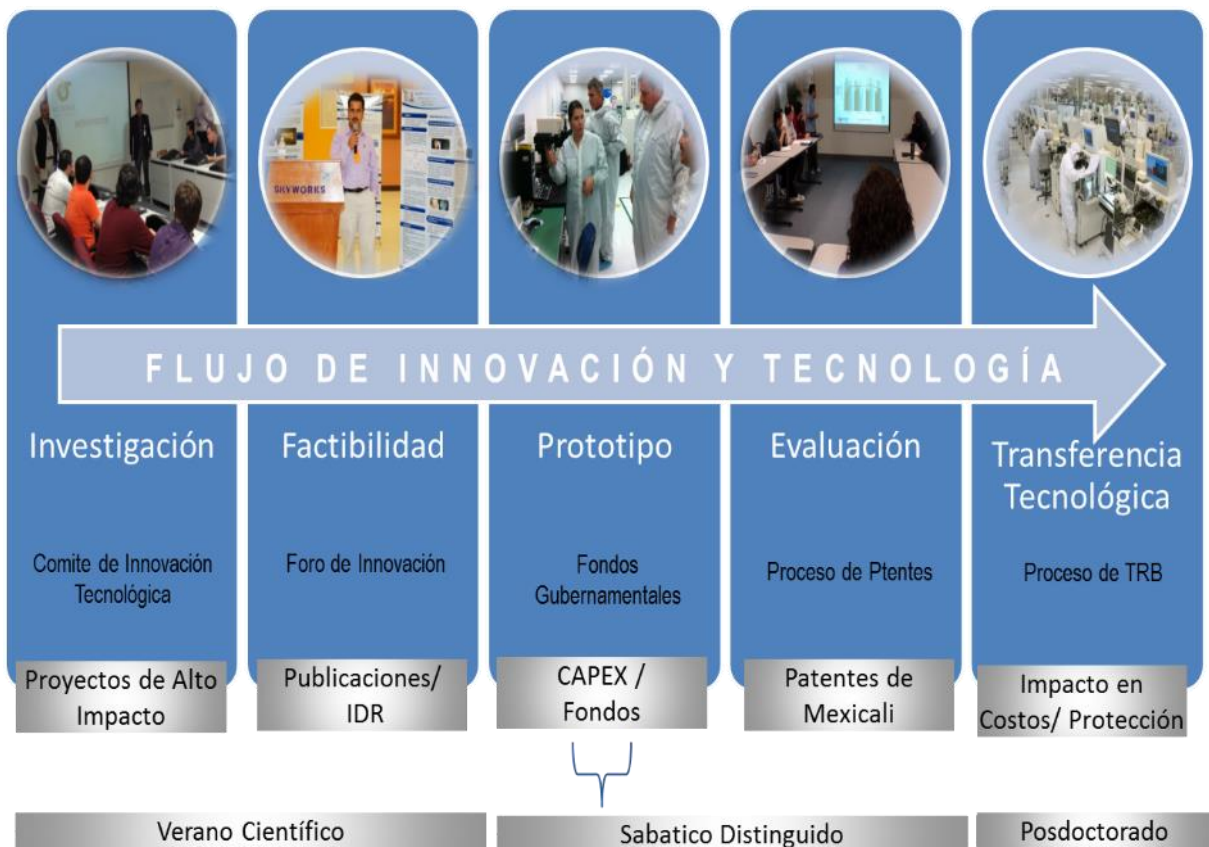 SKYWORKS
FLUJO DE INNOVACIÓN Y TECNOLOGÍA
Investigación
Factibilidad
Prototipo
Evaluación
Transferencia
Tecnológica
Comite de Innovación
Tecnológica
Foro de Innovación
Fondos
Gubernamentales
Proceso de Ptentes
Proceso de TRB
Proyectos de Alto
Impacto
Publicaciones/
IDR
CAPEX /
Fondos
Patentes de
Mexicali
Impacto en
Costos/ Protección
Verano Científico
Sabatico Distinguido
Posdoctorado